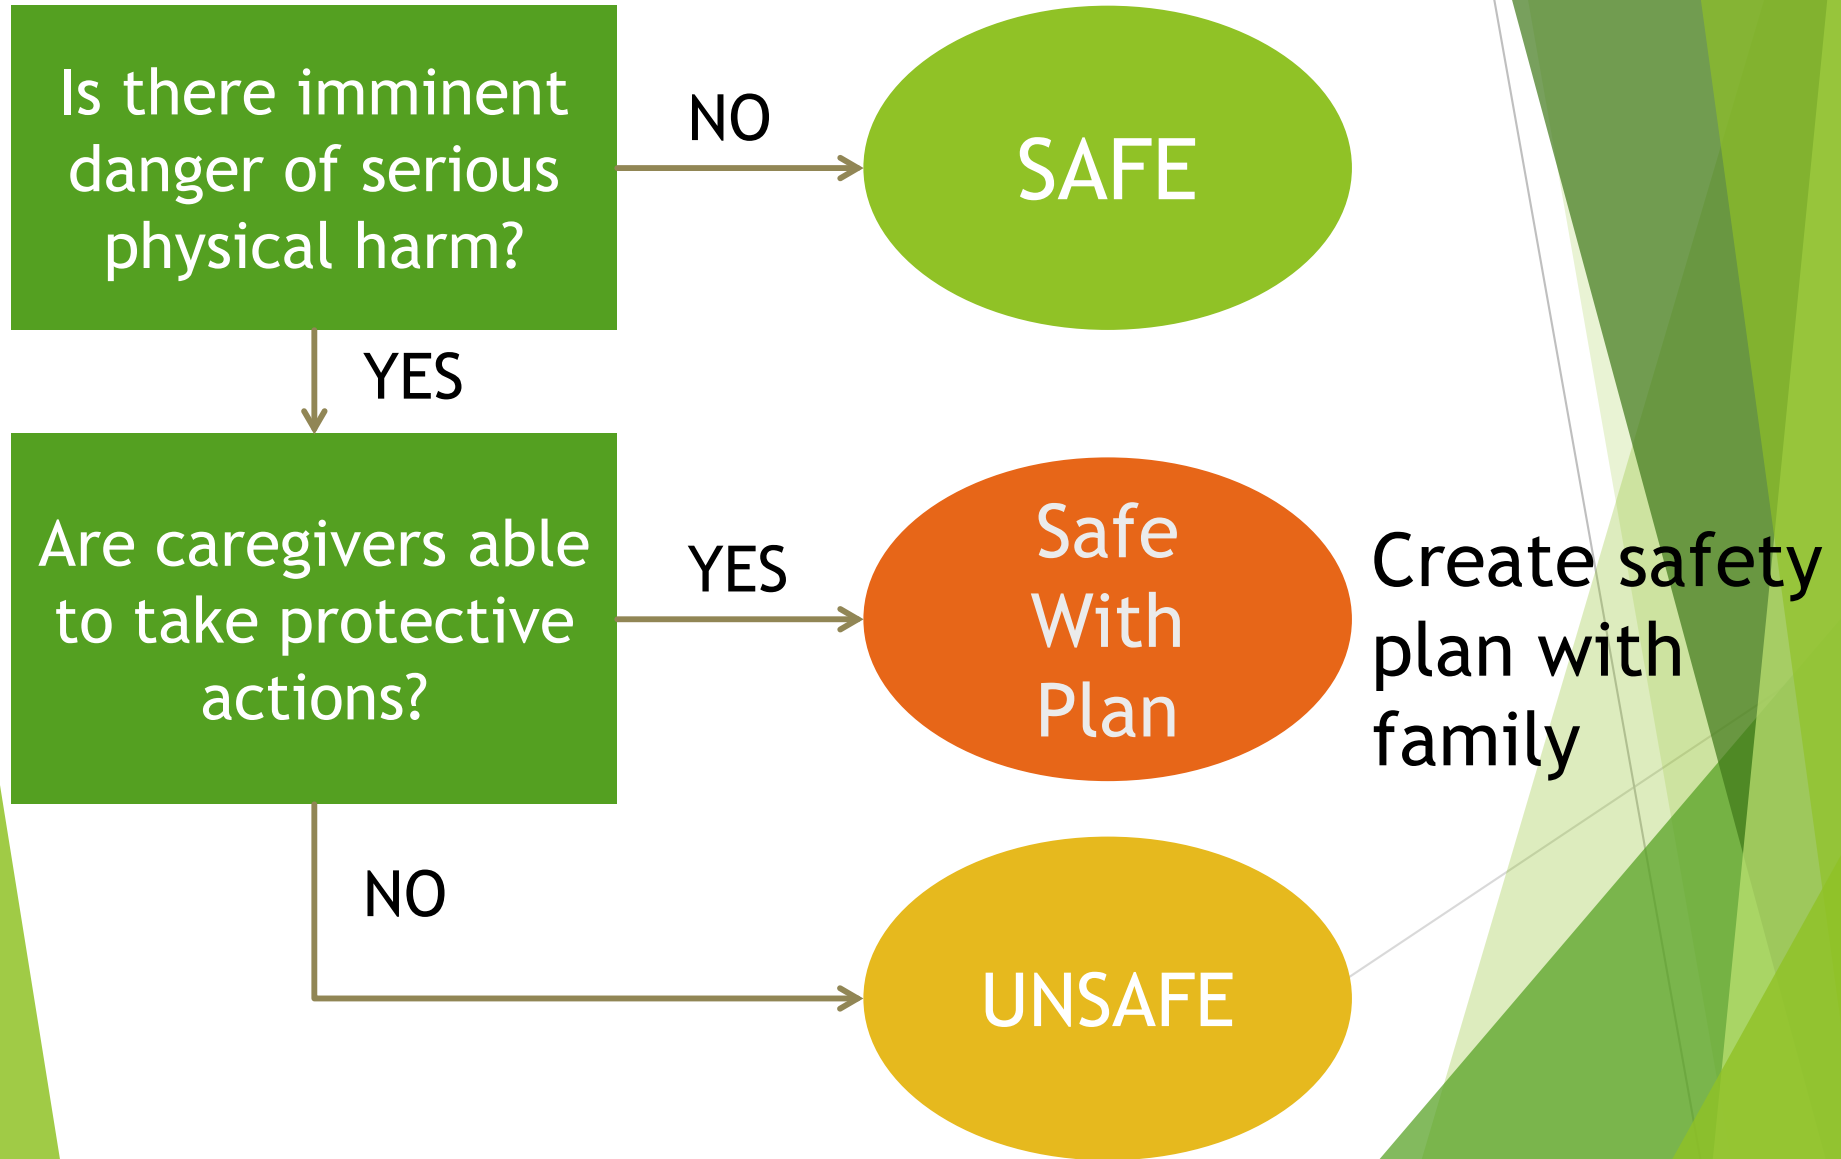 Is there imminent
danger of serious
physical harm?
NO
SAFE
YES
Are caregivers able
to take protective
actions?
YES
Safe
With
Plan
Create safety
plan with
family
NO
UNSAFE